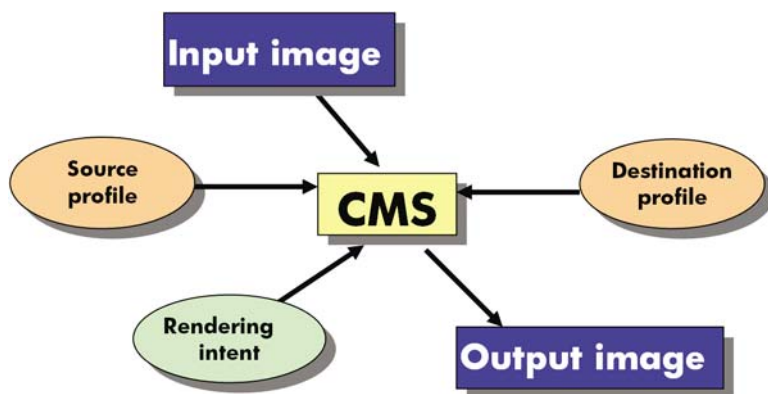 Input image
Source
profile
Destination
profile
CMS
Rendering
intent
Output image